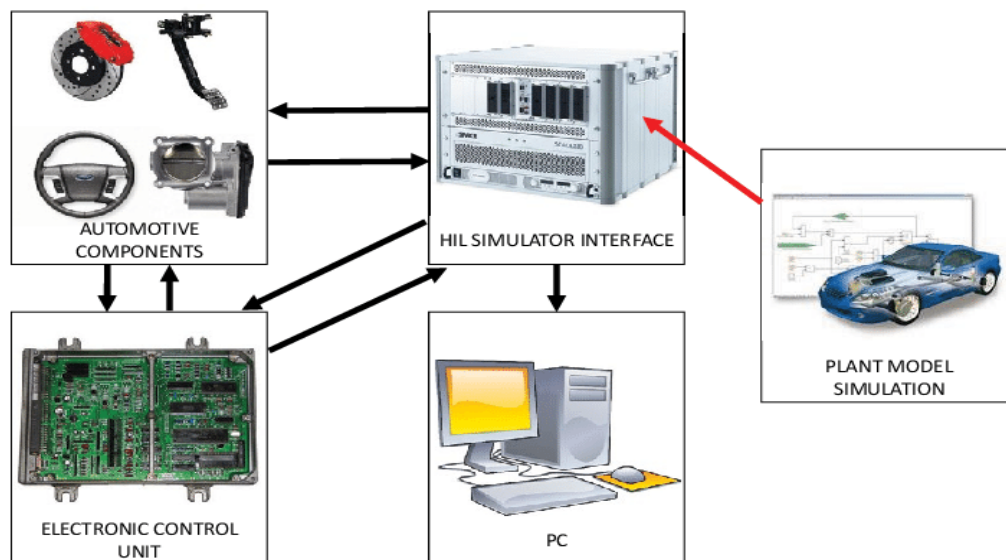 AUTOMOTIVE
COMPONENTS
HIL SIMULATOR INTERFACE
PLANT MODEL
SIMULATION
ELECTRONIC CONTROL
UNIT
PC